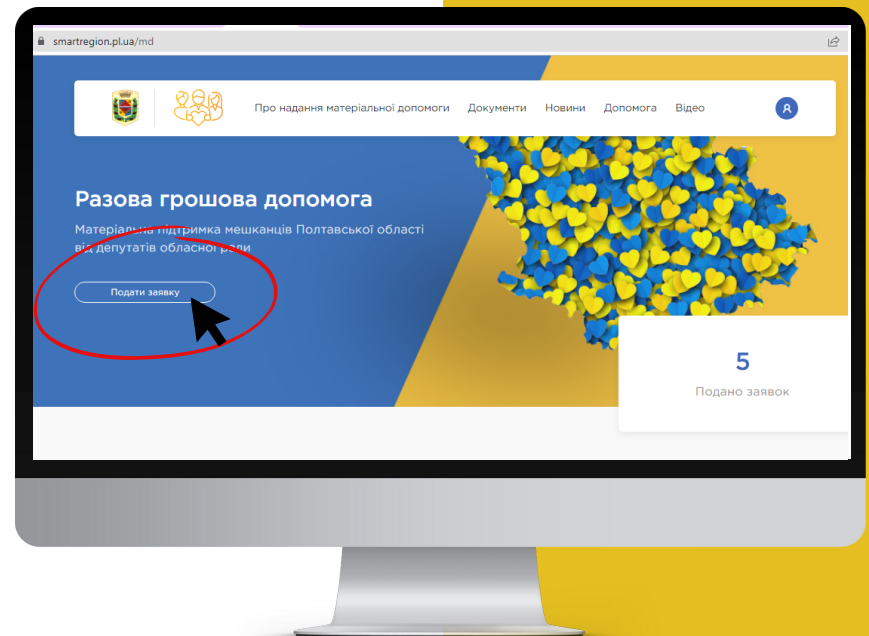 smartregion.pl.ua/md
Про надання матеріальної допомоги Документи Новини Допомога Відео
Разова грошова допомога
Матеріальна підтримка мешканців Полтавської області
від депутатів обласної ради
Подати заявку
5
Подано заявок